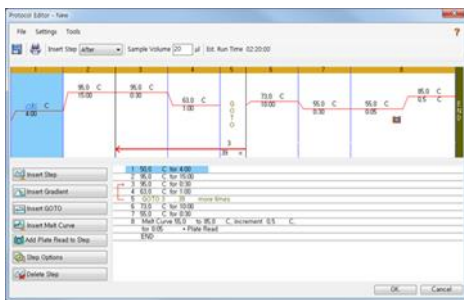 Protocol Editor - New
File Settings Tools ?
Insert Step After Sample Volume 20 µl Est. Run Time 02:20:00
1 2 3 4 5 6 7 8
C 4:00
95.0 C 15:00
95.0 C 0:30
63.0 C 1:00
GOTO 3 39 x
73.0 C 10:00
55.0 C 0:30
55.0 C 0:05
95.0 C 0.5 C
END
Insert Step
Insert Gradient
Insert GOTO
Insert Melt Curve
Add Plate Read to Step
Step Options
Delete Step
1 50.0 C for 4:00
2 95.0 C for 15:00
3 95.0 C for 0:30
4 63.0 C for 1:00
5 GOTO 3 39 more times
6 73.0 C for 10:00
7 55.0 C for 0:30
8 Melt Curve 55.0 to 95.0 C, increment 0.5 C,
for 0:05 + Plate Read
END
OK Cancel